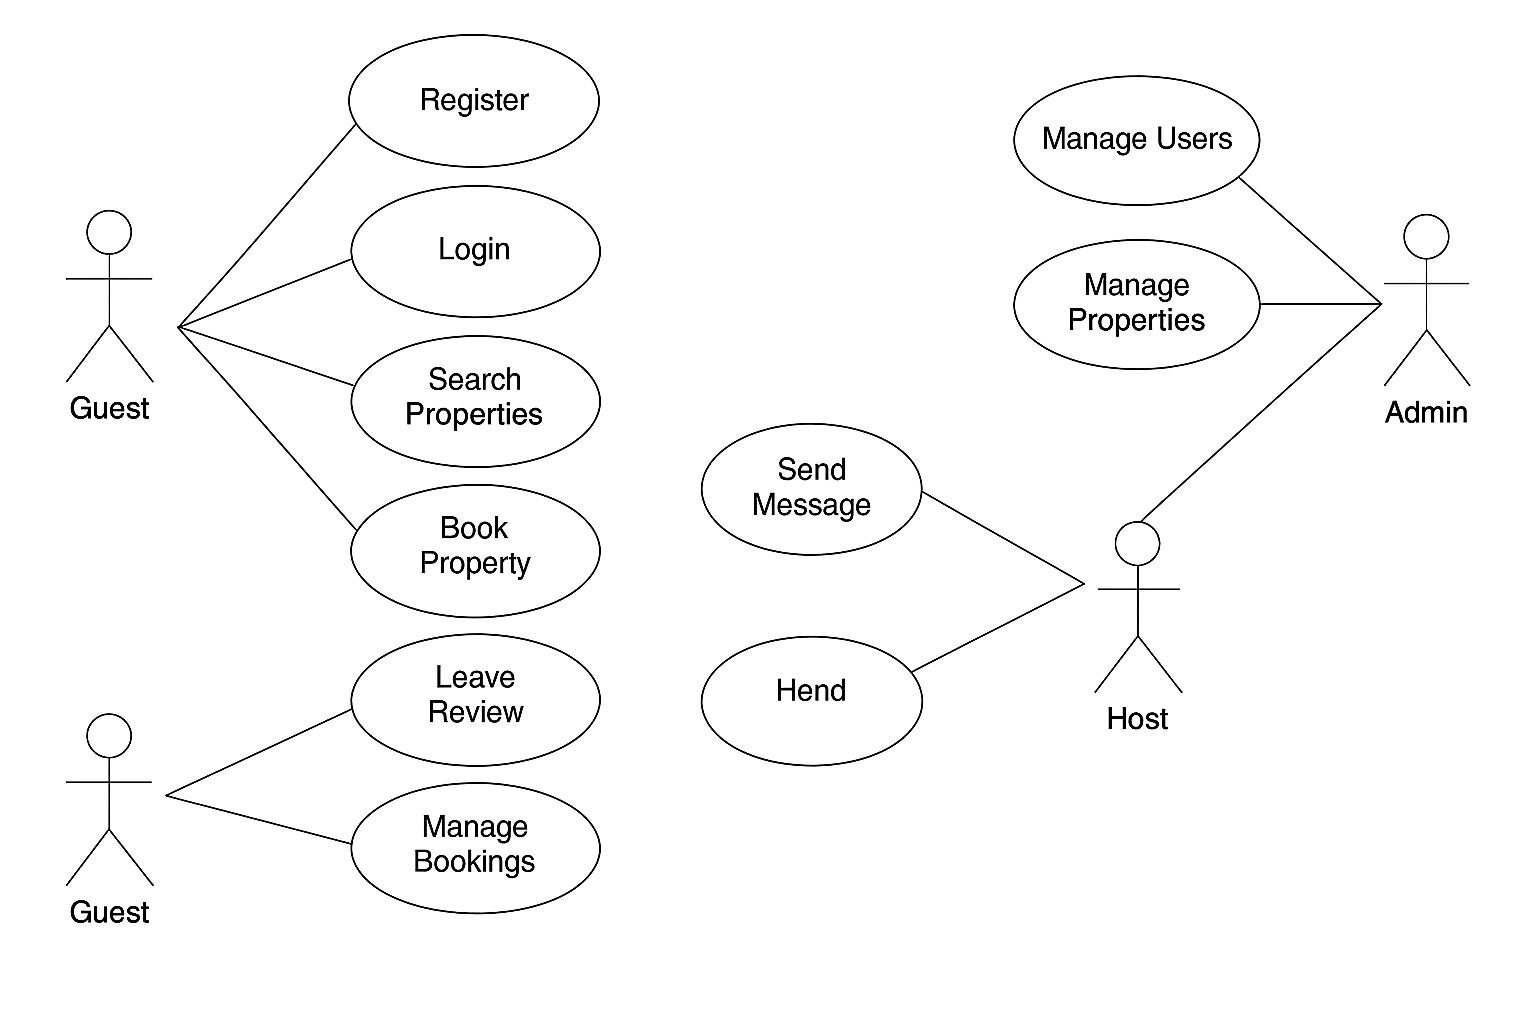 Register
Login
Search
Properties
Book
Property
Guest
Leave
Review
Manage
Bookings
Guest
Send
Message
Hend
Host
Manage Users
Manage
Properties
Admin